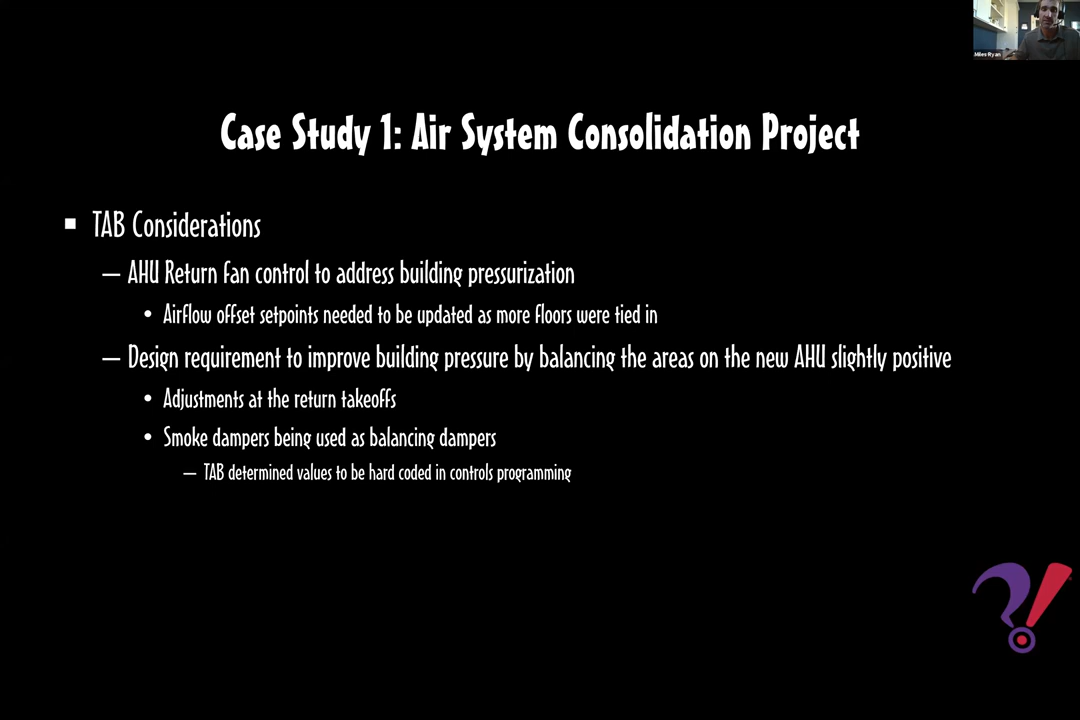 Miles Ryan
Case Study 1: Air System Consolidation Project
▪ TAB Considerations
– AHU Return fan control to address building pressurization
• Airflow offset setpoints needed to be updated as more floors were tied in
– Design requirement to improve building pressure by balancing the areas on the new AHU slightly positive
• Adjustments at the return takeoffs
• Smoke dampers being used as balancing dampers
– TAB determined values to be hard coded in controls programming
?!